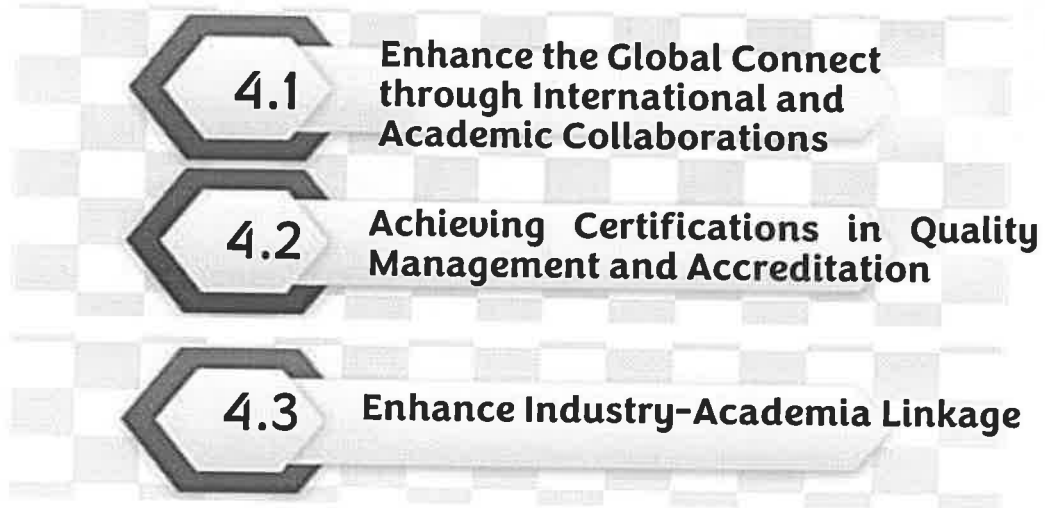 4.1
Enhance the Global Connect
through International and
Academic Collaborations
4.2
Achieving Certifications in Quality
Management and Accreditation
4.3
Enhance Industry-Academia Linkage